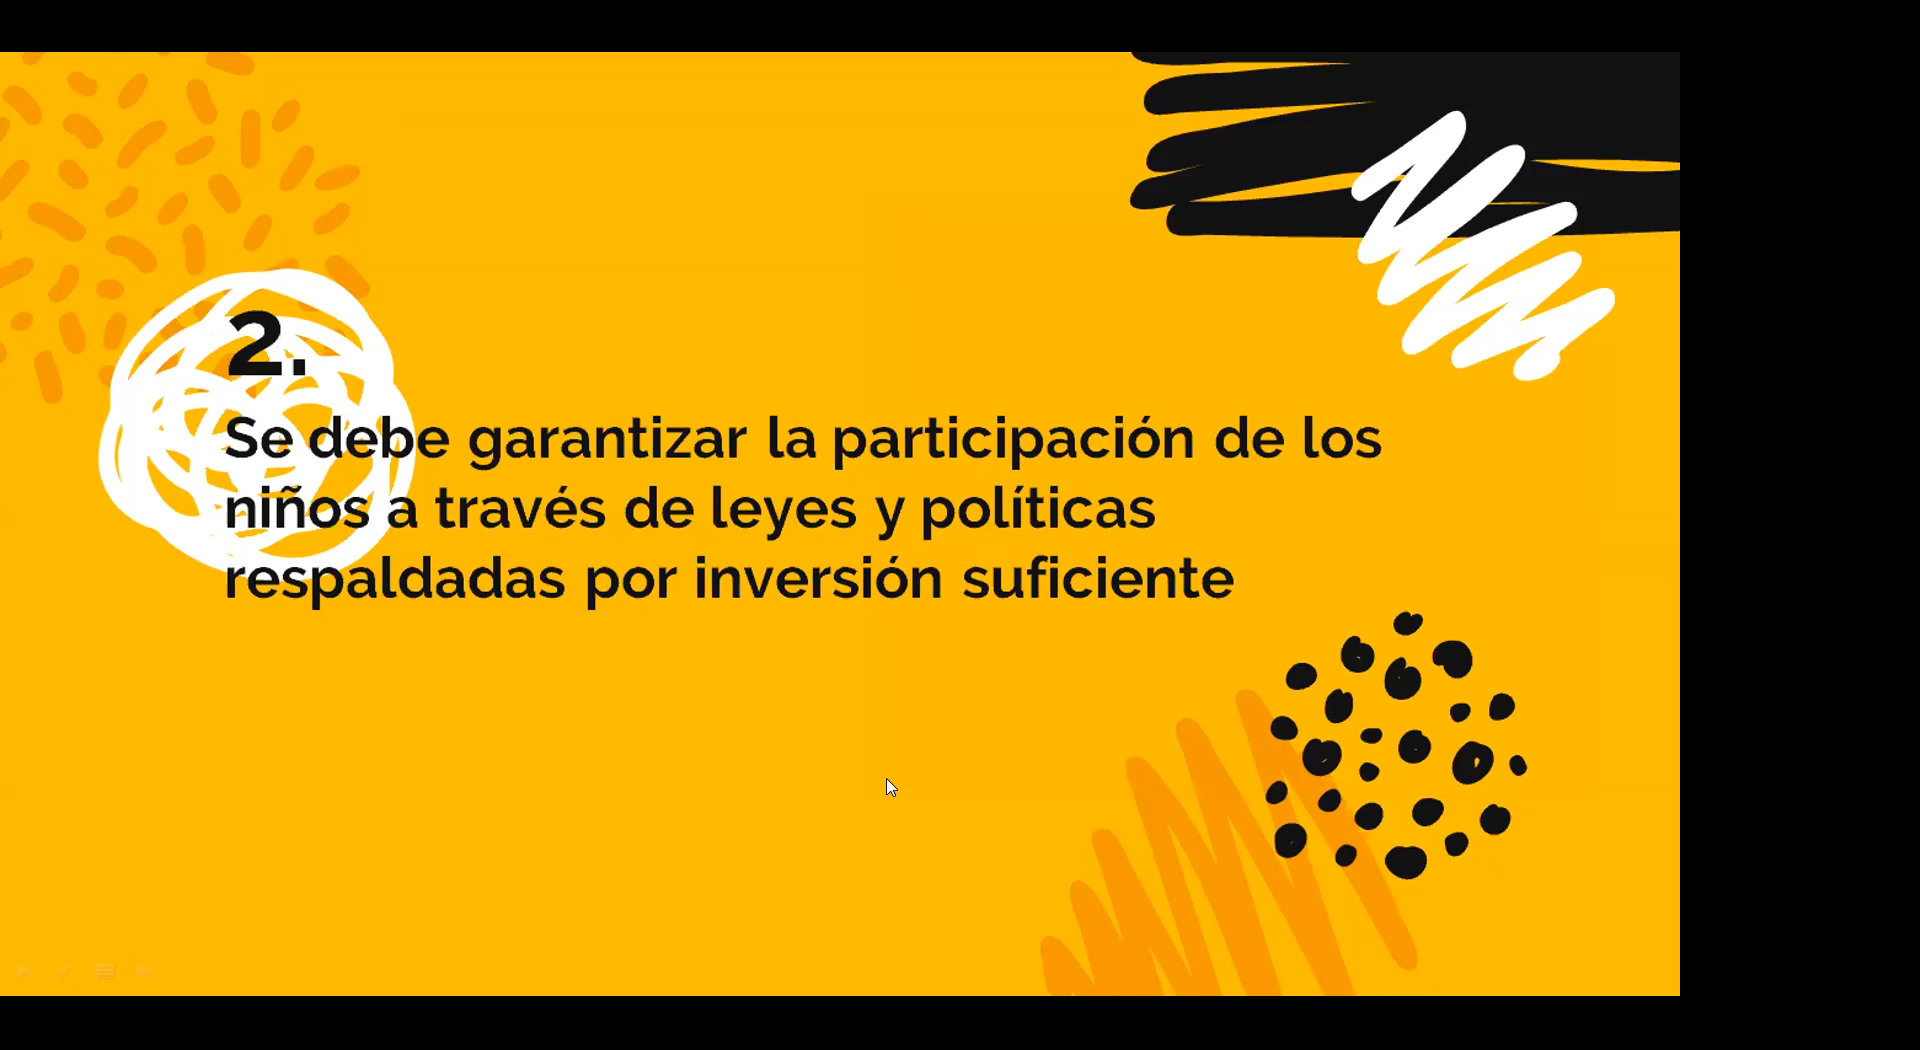 2.
Se debe garantizar la participación de los
niños a través de leyes y políticas
respaldadas por inversión suficiente